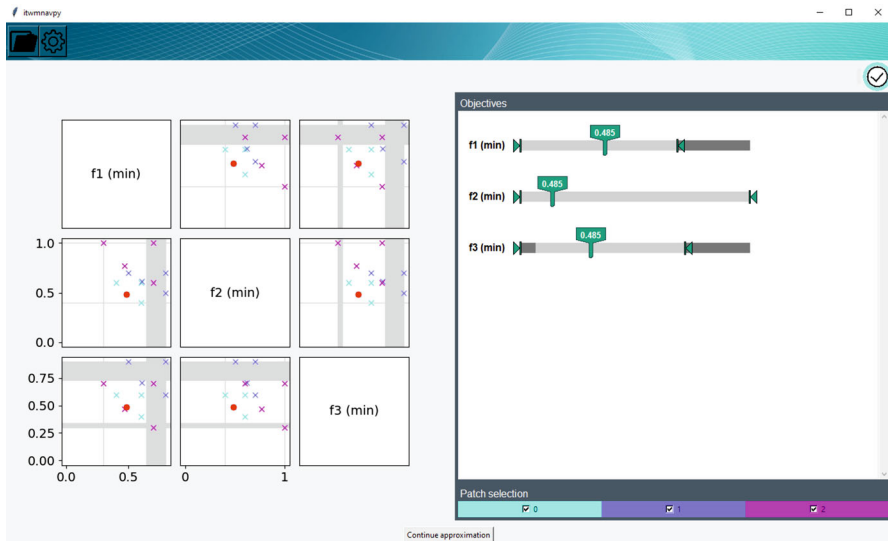 itwmnavpy
Objectives
f1 (min)
0.485
f1 (min)
f2 (min)
0.485
f3 (min)
0.485
1.0
0.5
0.0
f2 (min)
0.75
0.50
0.25
0.00
f3 (min)
0.0
0.5
0
1
Patch selection
0
1
2
Continue approximation